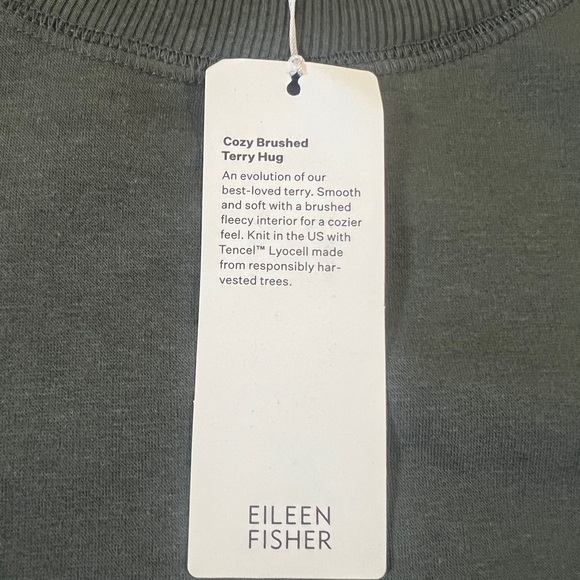 Cozy Brushed
Terry Hug
An evolution of our
best-loved terry. Smooth
and soft with a brushed
fleecy interior for a cozier
feel. Knit in the US with
Tencel™ Lyocell made
from responsibly har-
vested trees.
EILEEN
FISHER